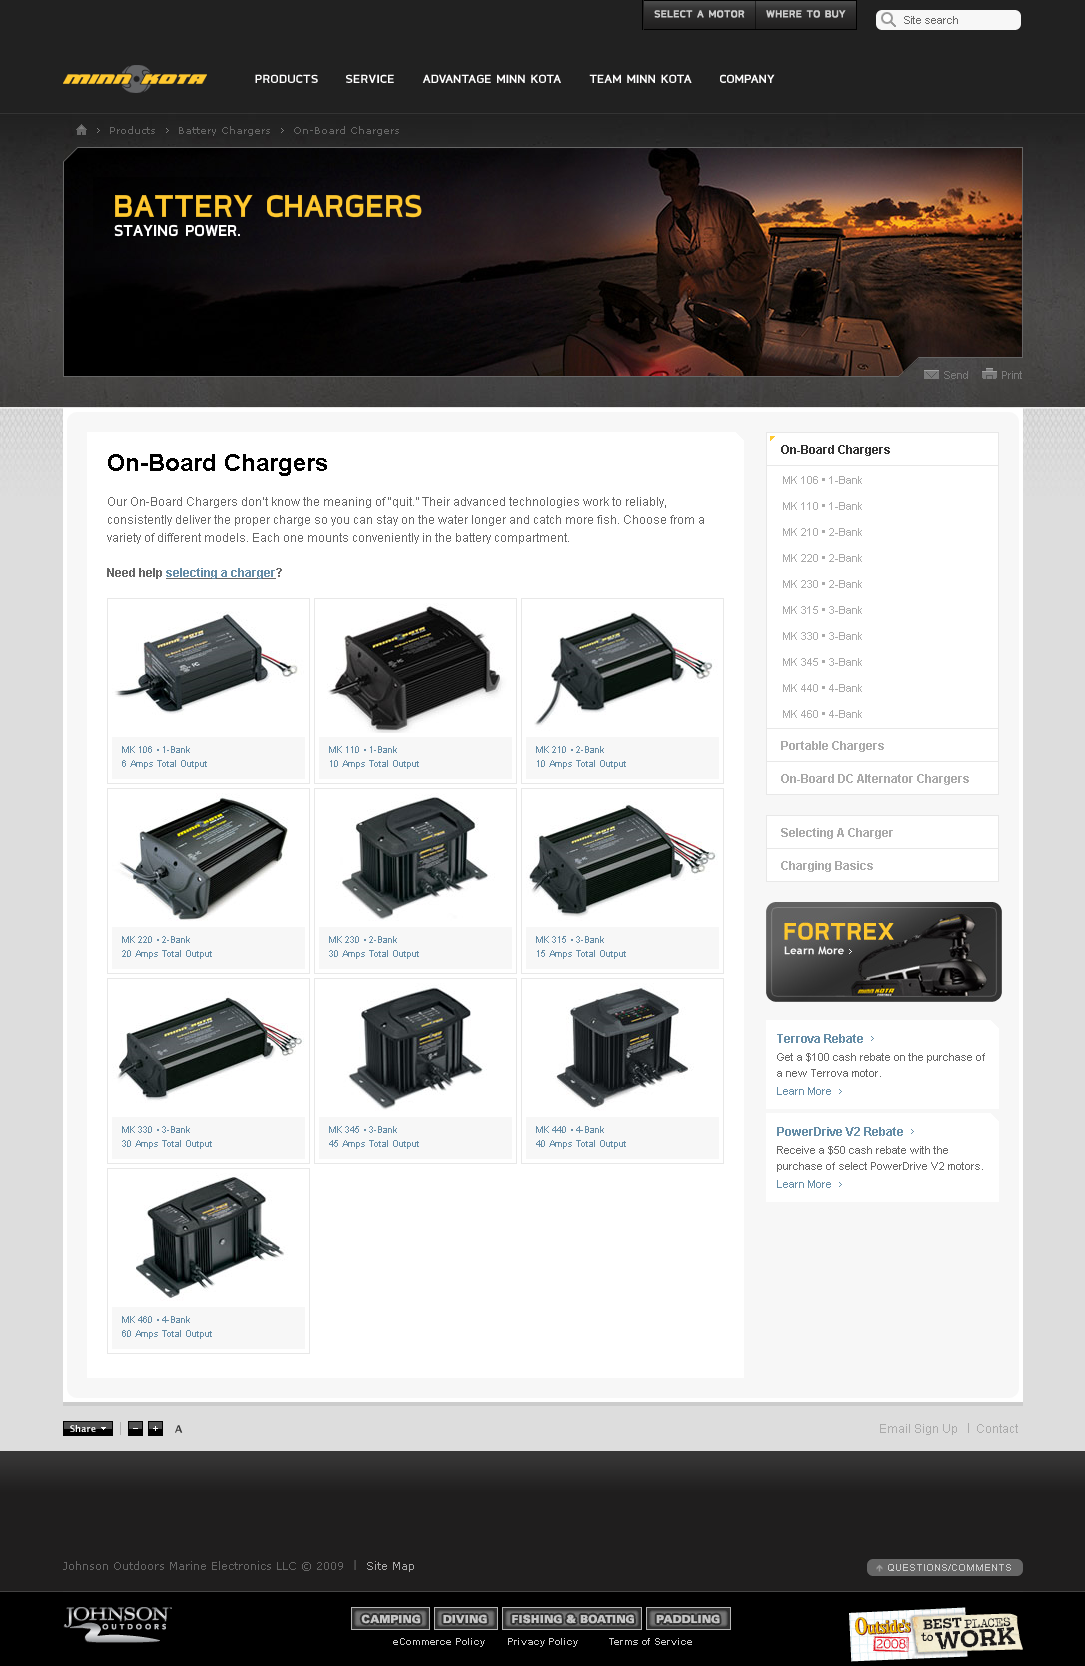 SELECT A MOTOR
WHERE TO BUY
Site search
MINN KOTA
PRODUCTS
SERVICE
ADVANTAGE MINN KOTA
TEAM MINN KOTA
COMPANY
Products
Battery Chargers
On-Board Chargers
BATTERY CHARGERS
STAYING POWER.
Send
Print
On-Board Chargers
Our On-Board Chargers don't know the meaning of "quit." Their advanced technologies work to reliably,
consistently deliver the proper charge so you can stay on the water longer and catch more fish. Choose from a
variety of different models. Each one mounts conveniently in the battery compartment.
Need help selecting a charger?
MK 106 • 1-Bank
6 Amps Total Output
MK 110 • 1-Bank
10 Amps Total Output
MK 210 • 2-Bank
10 Amps Total Output
MK 220 • 2-Bank
20 Amps Total Output
MK 230 • 2-Bank
30 Amps Total Output
MK 315 • 3-Bank
15 Amps Total Output
MK 330 • 3-Bank
30 Amps Total Output
MK 345 • 3-Bank
45 Amps Total Output
MK 440 • 4-Bank
40 Amps Total Output
MK 460 • 4-Bank
60 Amps Total Output
On-Board Chargers
MK 106 • 1-Bank
MK 110 • 1-Bank
MK 210 • 2-Bank
MK 220 • 2-Bank
MK 230 • 2-Bank
MK 315 • 3-Bank
MK 330 • 3-Bank
MK 345 • 3-Bank
MK 440 • 4-Bank
MK 460 • 4-Bank
Portable Chargers
On-Board DC Alternator Chargers
Selecting A Charger
Charging Basics
FORTREX
Learn More
MINN KOTA
Terrova Rebate
Get a $100 cash rebate on the purchase of
a new Terrova motor.
Learn More
PowerDrive V2 Rebate
Receive a $50 cash rebate with the
purchase of select PowerDrive V2 motors.
Learn More
Share
- + A
Email Sign Up | Contact
Johnson Outdoors Marine Electronics LLC © 2009 | Site Map
QUESTIONS/COMMENTS
JOHNSON
OUTDOORS
CAMPING
DIVING
FISHING & BOATING
PADDLING
eCommerce Policy
Privacy Policy
Terms of Service
Outside's
2008
BEST PLACES
to WORK